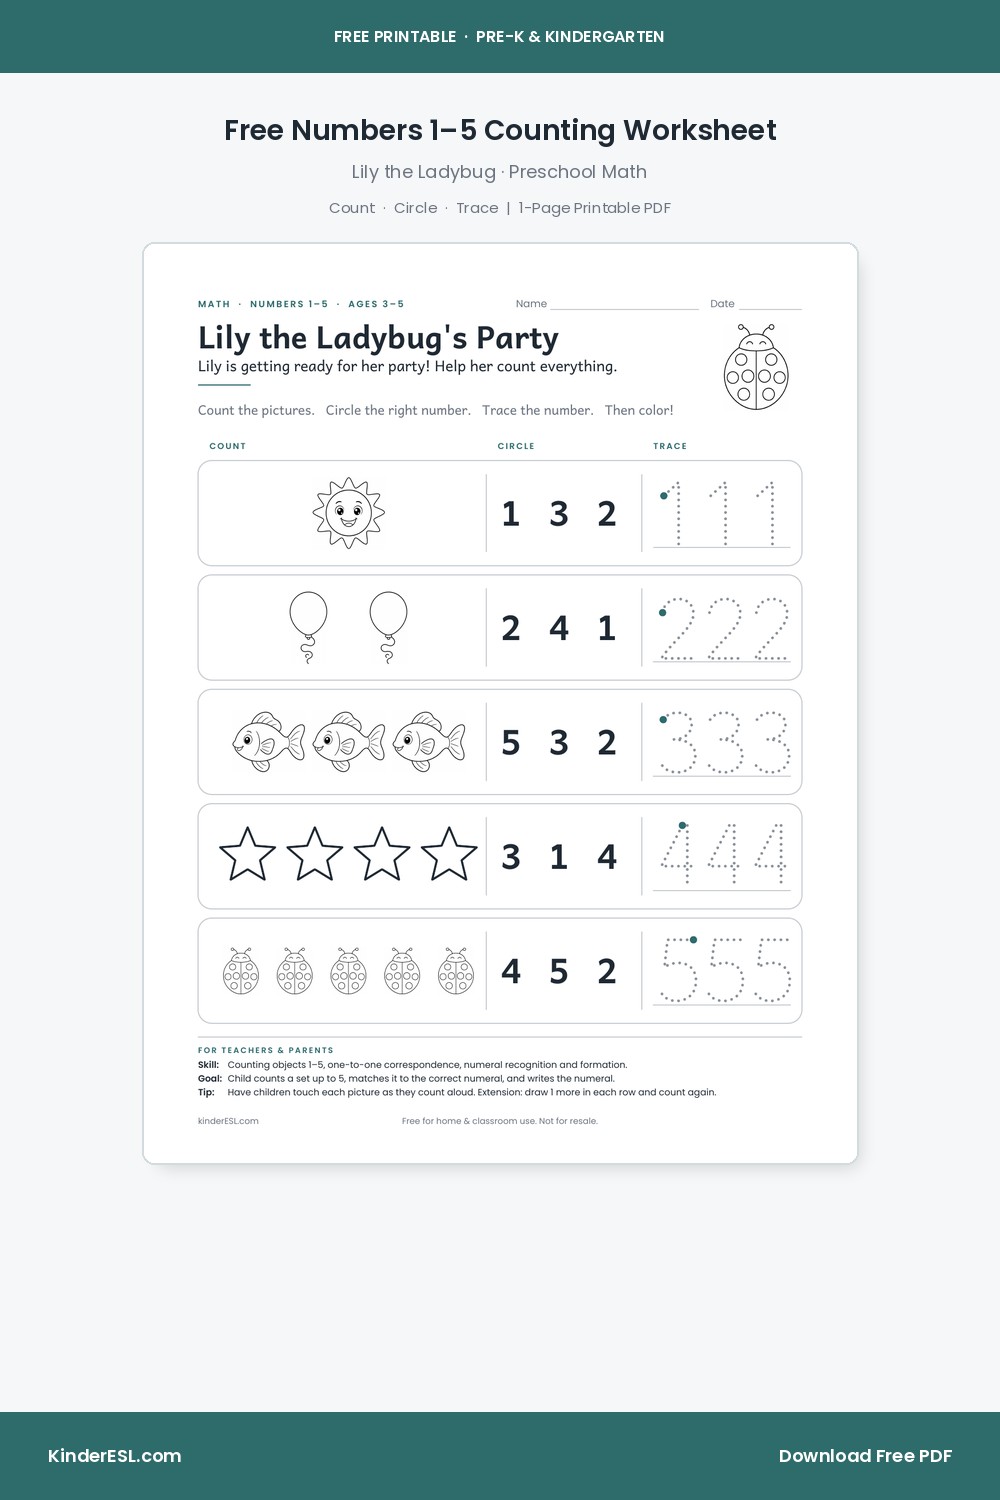 FREE PRINTABLE · PRE-K & KINDERGARTEN
Free Numbers 1–5 Counting Worksheet
Lily the Ladybug · Preschool Math
Count · Circle · Trace | 1-Page Printable PDF
MATH · NUMBERS 1–5 · AGES 3–5 Name Date
Lily the Ladybug's Party
Lily is getting ready for her party! Help her count everything.
Count the pictures. Circle the right number. Trace the number. Then color!
COUNT CIRCLE TRACE
1 3 2 1 1 1
2 4 1 2 2 2
5 3 2 3 3 3
3 1 4 4 4 4
4 5 2 5 5 5
FOR TEACHERS & PARENTS
Skill: Counting objects 1–5, one-to-one correspondence, numeral recognition and formation.
Goal: Child counts a set up to 5, matches it to the correct numeral, and writes the numeral.
Tip: Have children touch each picture as they count aloud. Extension: draw 1 more in each row and count again.
kinderESL.com Free for home & classroom use. Not for resale.
KinderESL.com Download Free PDF